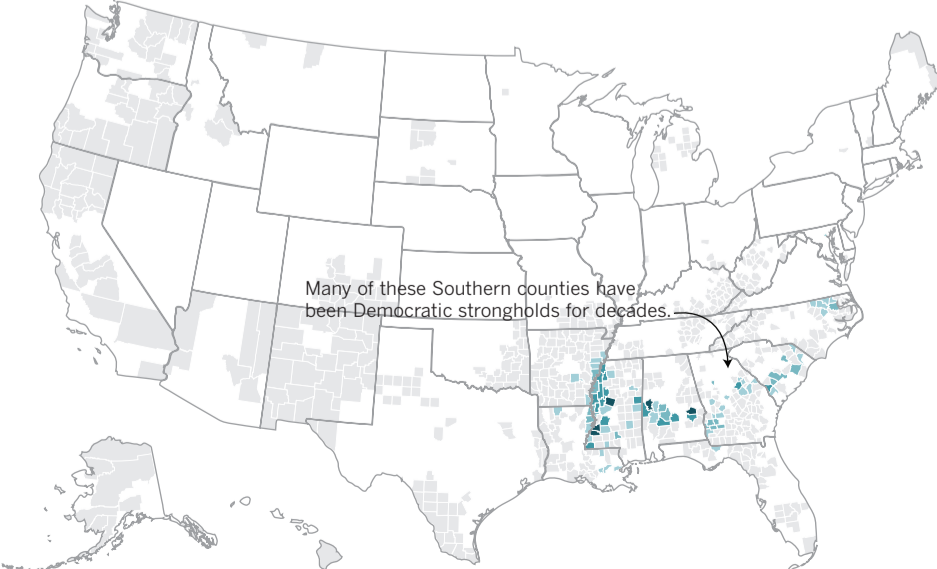 Many of these Southern counties have
been Democratic strongholds for decades.